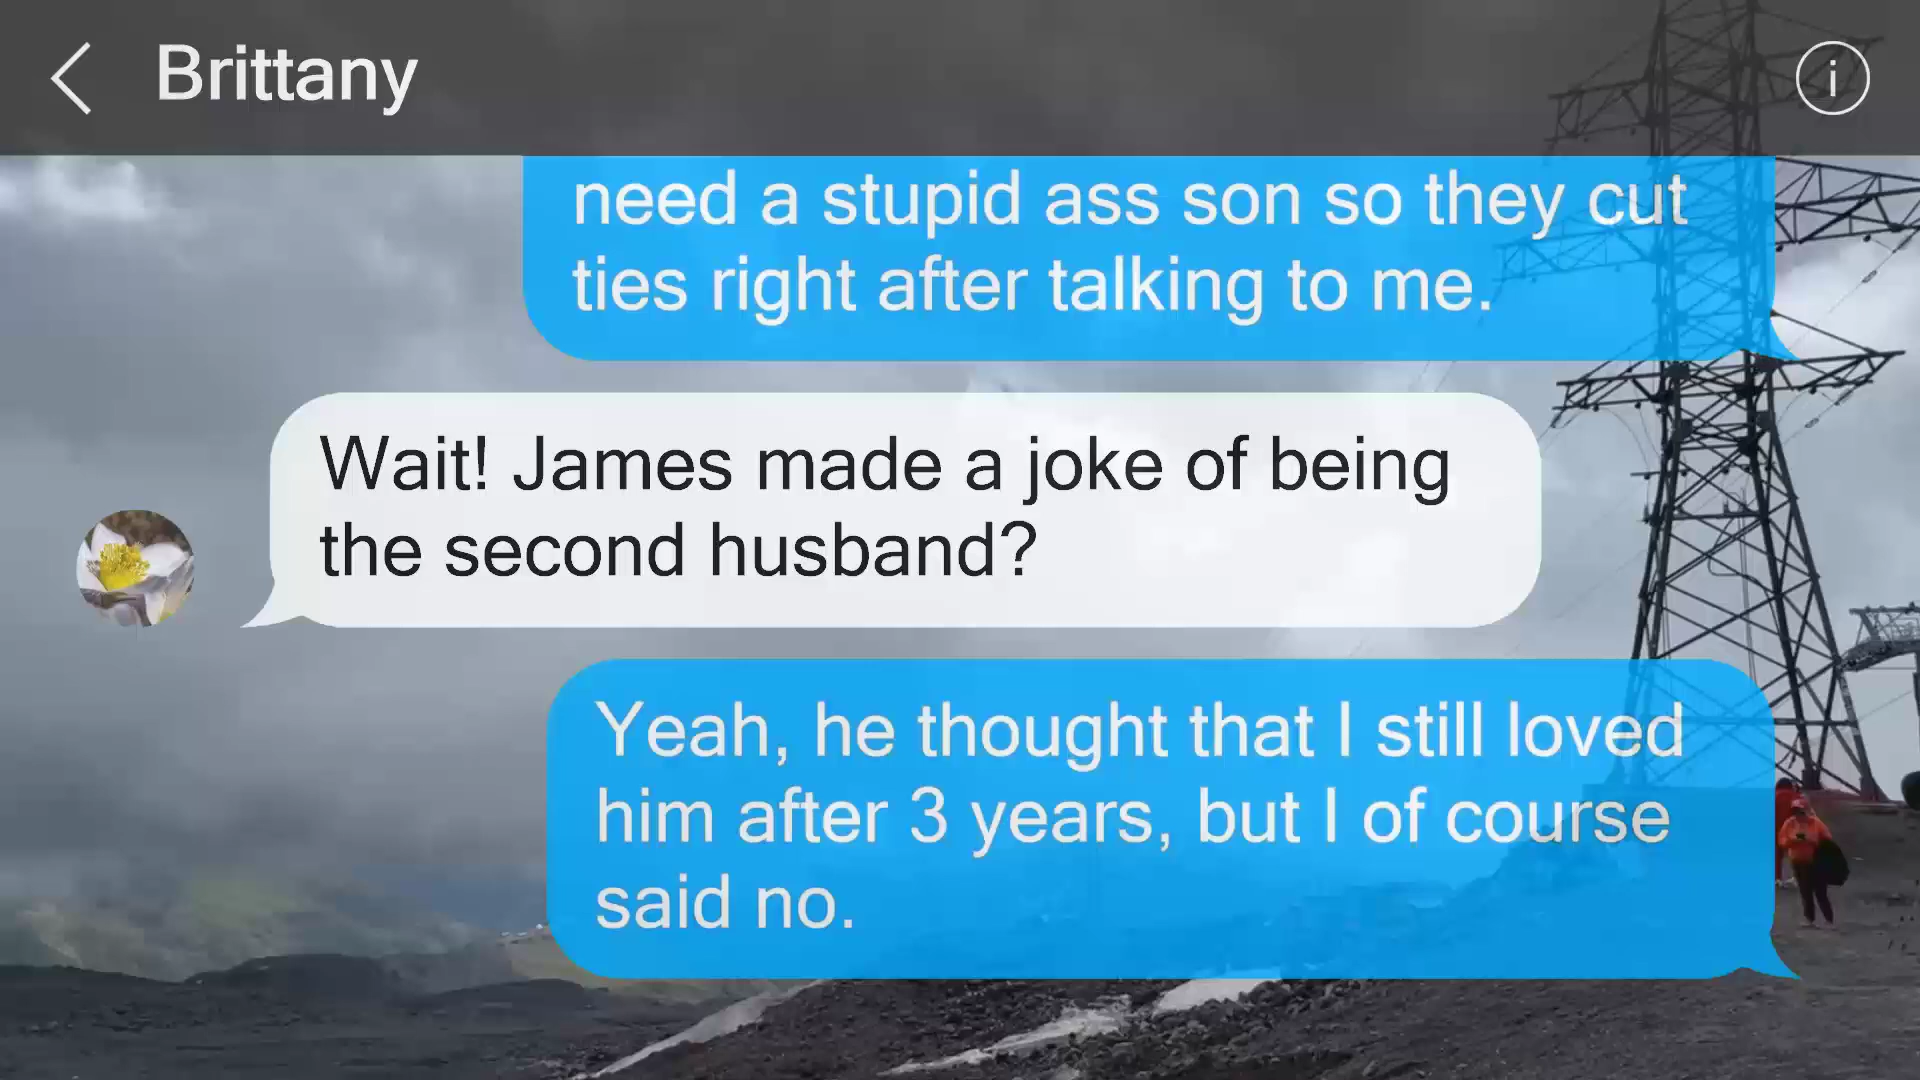 Brittany
need a stupid ass son so they cut
ties right after talking to me.
Wait! James made a joke of being
the second husband?
Yeah, he thought that I still loved
him after 3 years, but I of course
said no.